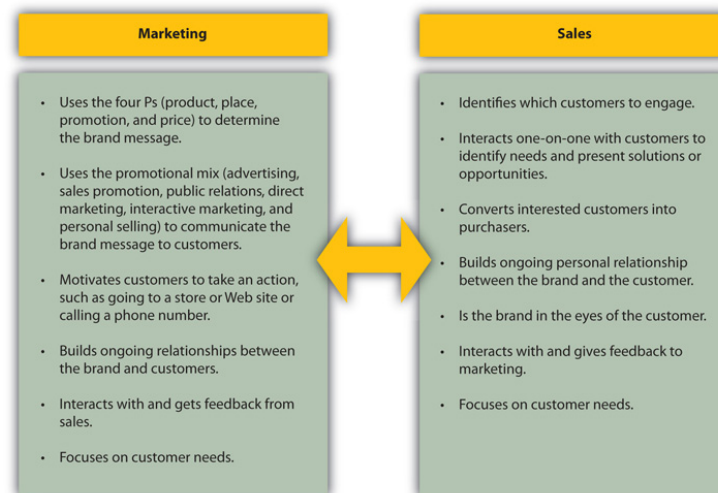 Marketing
• Uses the four Ps (product, place,
promotion, and price) to determine
the brand message.
• Uses the promotional mix (advertising,
sales promotion, public relations, direct
marketing, interactive marketing, and
personal selling) to communicate the
brand message to customers.
• Motivates customers to take an action,
such as going to a store or Web site or
calling a phone number.
• Builds ongoing relationships between
the brand and customers.
• Interacts with and gets feedback from
sales.
• Focuses on customer needs.
Sales
• Identifies which customers to engage.
• Interacts one-on-one with customers to
identify needs and present solutions or
opportunities.
• Converts interested customers into
purchasers.
• Builds ongoing personal relationship
between the brand and the customer.
• Is the brand in the eyes of the customer.
• Interacts with and gives feedback to
marketing.
• Focuses on customer needs.